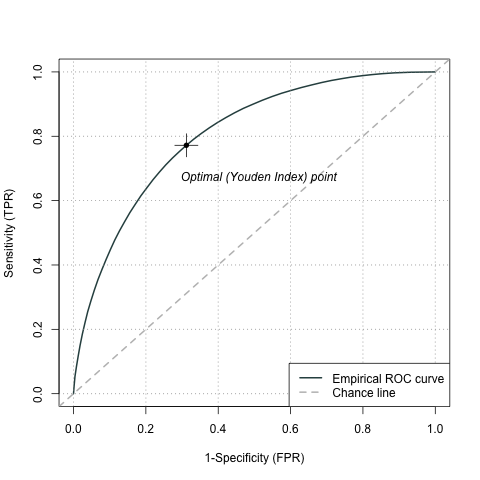 1.0
0.8
0.6
0.4
0.2
0.0
Sensitivity (TPR)
Optimal (Youden Index) point
Empirical ROC curve
Chance line
0.0 0.2 0.4 0.6 0.8 1.0
1-Specificity (FPR)